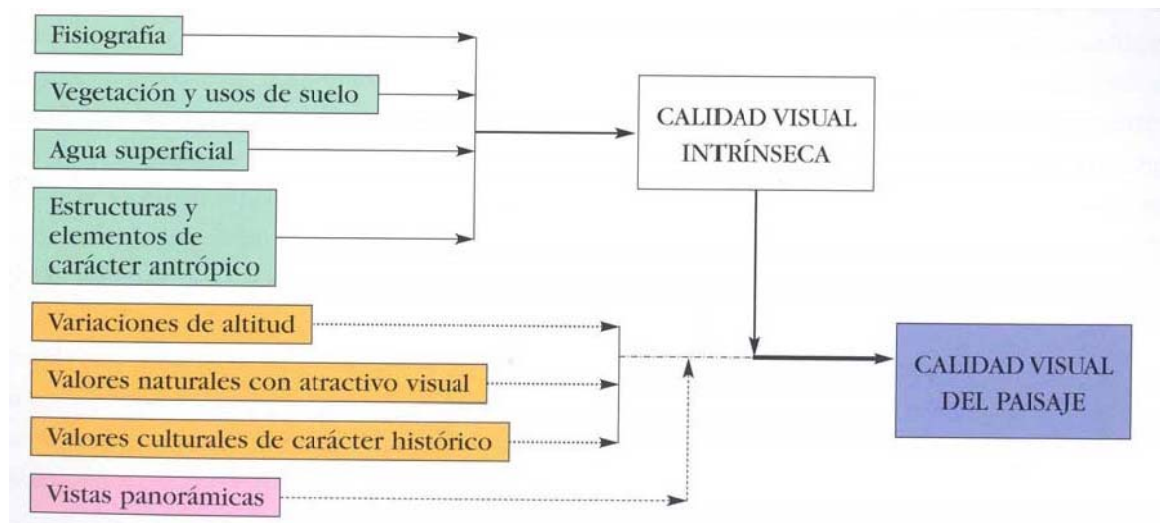 Fisiografía
Vegetación y usos de suelo
Agua superficial
Estructuras y
elementos de
carácter antrópico
CALIDAD VISUAL
INTRÍNSECA
Variaciones de altitud
Valores naturales con atractivo visual
Valores culturales de carácter histórico
Vistas panorámicas
CALIDAD VISUAL
DEL PAISAJE